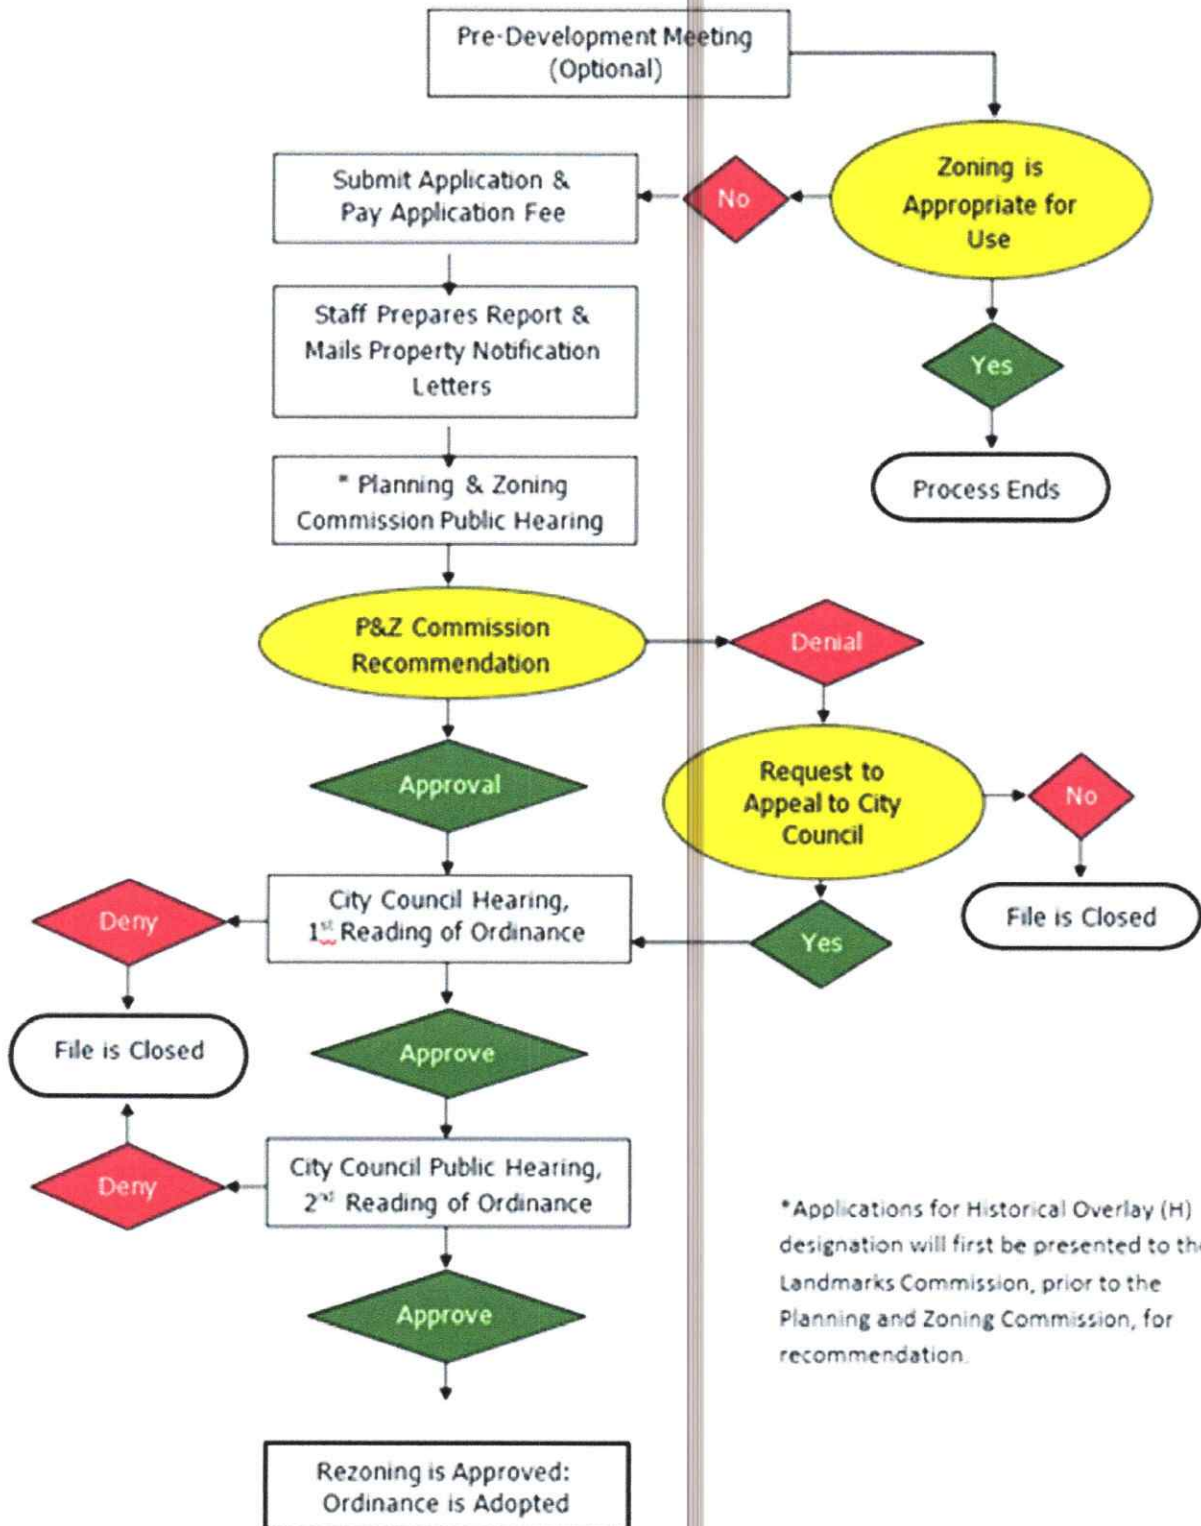 Pre-Development Meeting
(Optional)
Zoning is
Appropriate for
Use
No
Submit Application &
Pay Application Fee
Staff Prepares Report &
Mails Property Notification
Letters
Yes
Process Ends
* Planning & Zoning
Commission Public Hearing
P&Z Commission
Recommendation
Denial
Approval
Request to
Appeal to City
Council
No
File is Closed
Yes
City Council Hearing,
1st Reading of Ordinance
Deny
File is Closed
Approve
City Council Public Hearing,
2nd Reading of Ordinance
Deny
Approve
Rezoning is Approved:
Ordinance is Adopted
*Applications for Historical Overlay (H)
designation will first be presented to the
Landmarks Commission, prior to the
Planning and Zoning Commission, for
recommendation.